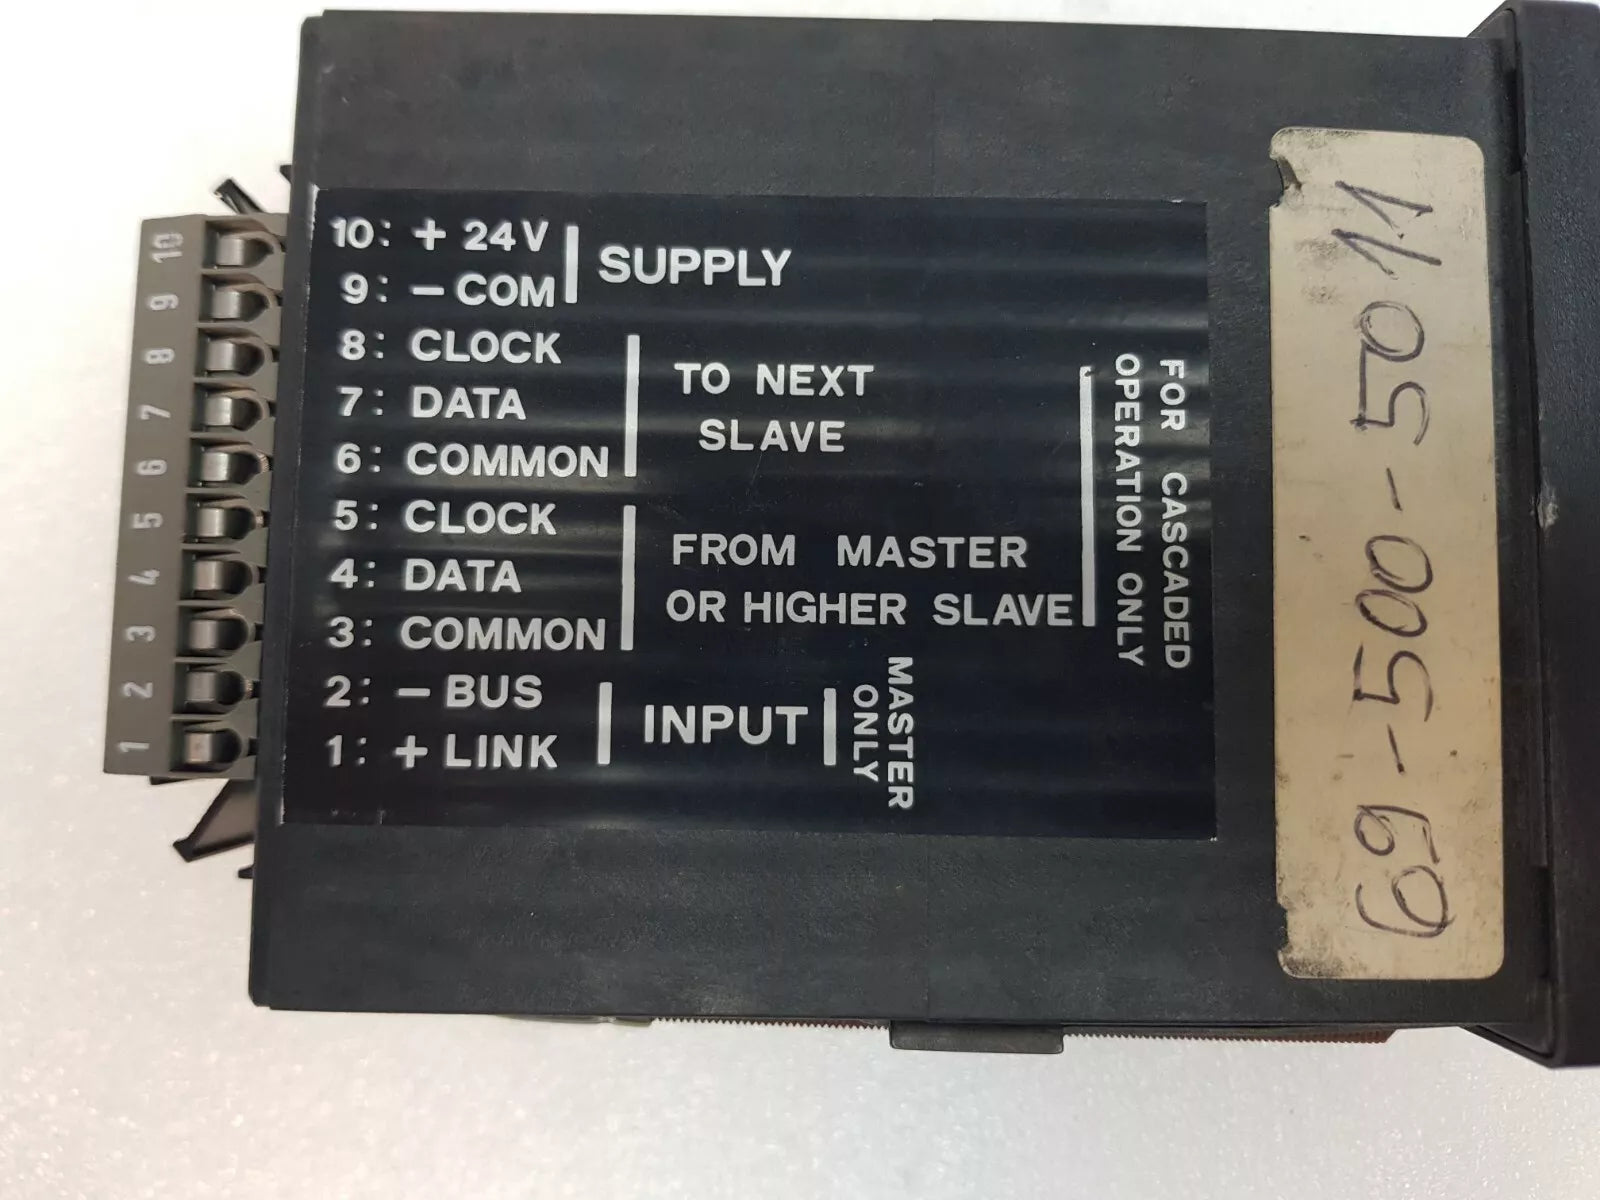 10: + 24V
9: - COM
SUPPLY
8: CLOCK
7: DATA
6: COMMON
TO NEXT
SLAVE
5: CLOCK
4: DATA
3: COMMON
FROM MASTER
OR HIGHER SLAVE
FOR CASCADED
OPERATION ONLY
2: - BUS
1: + LINK
INPUT
MASTER
ONLY
10
9
8
7
6
5
4
3
2
1
69-500-5011